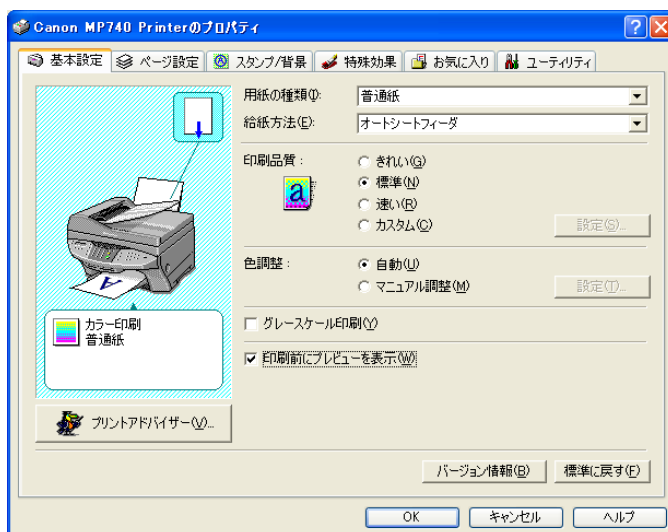 Canon MP740 Printerのプロパティ
基本設定 ページ設定 スタンプ/背景 特殊効果 お気に入り ユーティリティ
用紙の種類(I): 普通紙
給紙方法(E): オートシートフィーダ
印刷品質: きれい(G)
a 標準(N)
速い(R)
カスタム(C) 設定(S)...
色調整: 自動(U)
マニュアル調整(M) 設定(T)...
A
カラー印刷
普通紙
グレースケール印刷(Y)
印刷前にプレビューを表示(W)
プリントアドバイザー(V)...
バージョン情報(B) 標準に戻す(F)
OK キャンセル ヘルプ